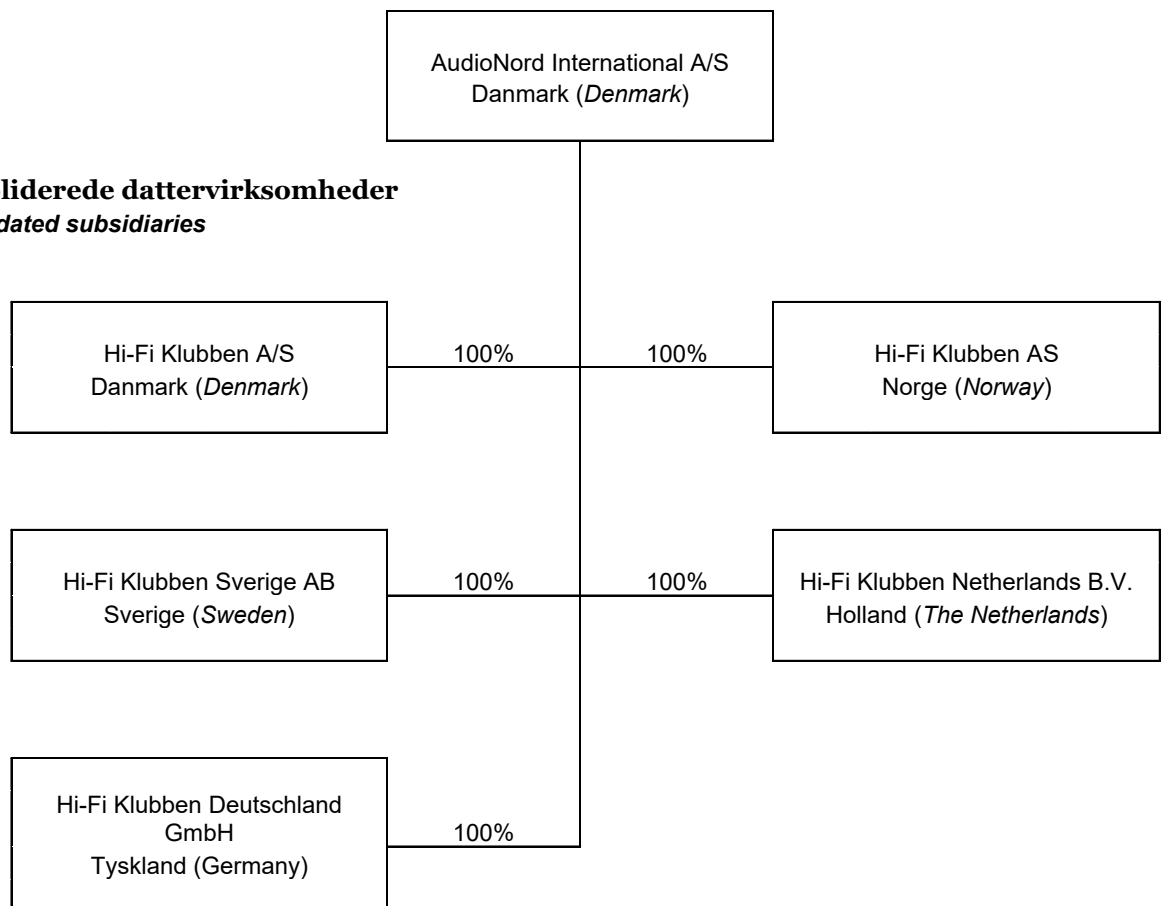 AudioNord International A/S
Danmark (Denmark)
liderede dattervirksomheder
dated subsidiaries
Hi-Fi Klubben A/S
Danmark (Denmark)
100%
100%
Hi-Fi Klubben AS
Norge (Norway)
Hi-Fi Klubben Sverige AB
Sverige (Sweden)
100%
100%
Hi-Fi Klubben Netherlands B.V.
Holland (The Netherlands)
Hi-Fi Klubben Deutschland
GmbH
Tyskland (Germany)
100%